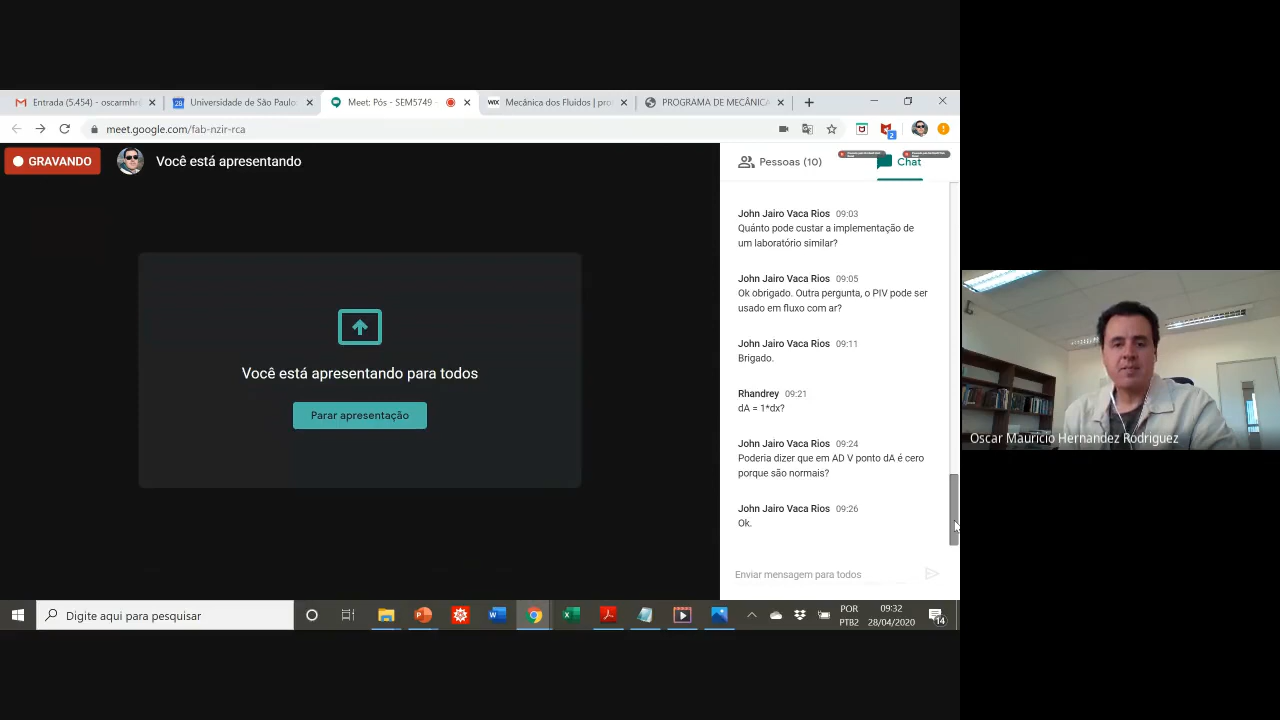 Entrada (5.454) - oscarmhr
Universidade de São Paulo
Meet: Pós - SEM5749 -
WIX
Mecânica dos Fluidos | pro
PROGRAMA DE MECÂNICA
meet.google.com/fab-nzir-rca
2
GRAVANDO
Você está apresentando
Pessoas (10)
Chat
John Jairo Vaca Rios 09:03
Quánto pode custar a implementação de
um laboratório similar?
John Jairo Vaca Rios 09:05
Ok obrigado. Outra pergunta, o PIV pode ser
usado em fluxo com ar?
John Jairo Vaca Rios 09:11
Brigado.
Rhandrey 09:21
dA = 1*dx?
John Jairo Vaca Rios 09:24
Poderia dizer que em AD V ponto dA é cero
porque são normais?
John Jairo Vaca Rios 09:26
Ok.
Enviar mensagem para todos
Você está apresentando para todos
Parar apresentação
Oscar Mauricio Hernandez Rodriguez
Digite aqui para pesquisar
POR
PTB2
09:32
28/04/2020
14